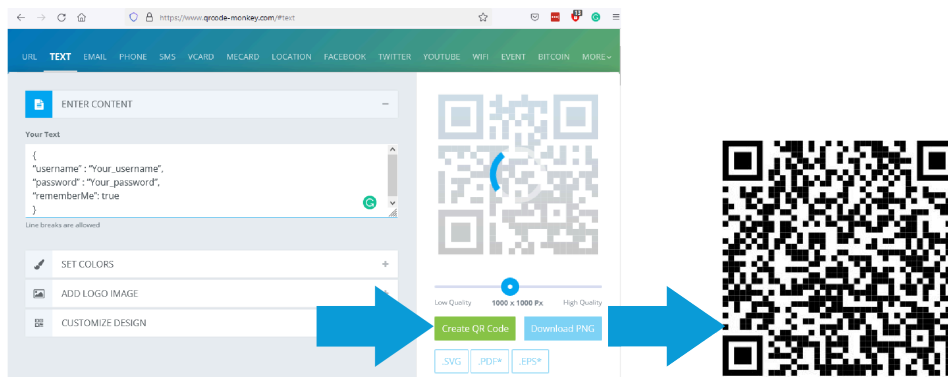 https://www.qrcode-monkey.com/#text
13
URL TEXT EMAIL PHONE SMS VCARD MECARD LOCATION FACEBOOK TWITTER YOUTUBE WIFI EVENT BITCOIN MORE
ENTER CONTENT
Your Text
{
"username" : "Your_username",
"password" : "Your_password",
"rememberMe": true
}
Line breaks are allowed
SET COLORS
ADD LOGO IMAGE
CUSTOMIZE DESIGN
Low Quality 1000 x 1000 Px High Quality
Create QR Code Download PNG
.SVG .PDF* .EPS*